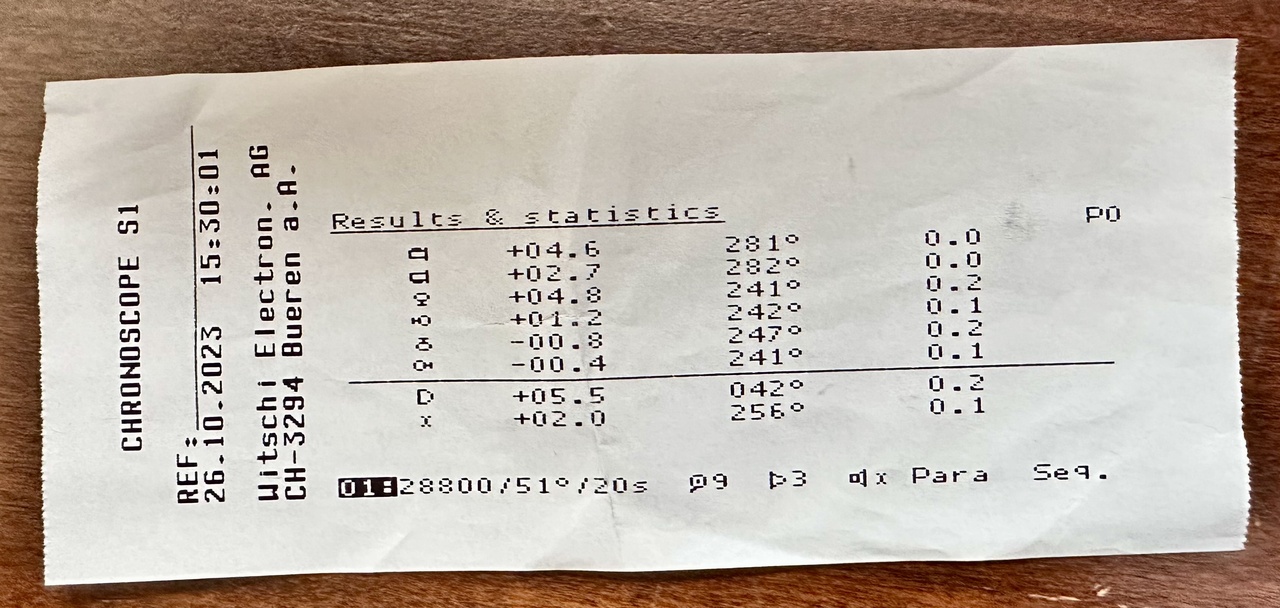 CHRONOSCOPE S1
REF:
26.10.2023 15:30:01
Witschi Electron. AG
CH-3294 Bueren a.A.
P0
Results & statistics
+04.6 281° 0.0
+02.7 282° 0.0
+04.8 241° 0.2
+01.2 242° 0.1
-00.8 247° 0.2
-00.4 241° 0.1
D +05.5 042° 0.2
x +02.0 256° 0.1
01:28800/51°/20s 9 3 x Para Seq.